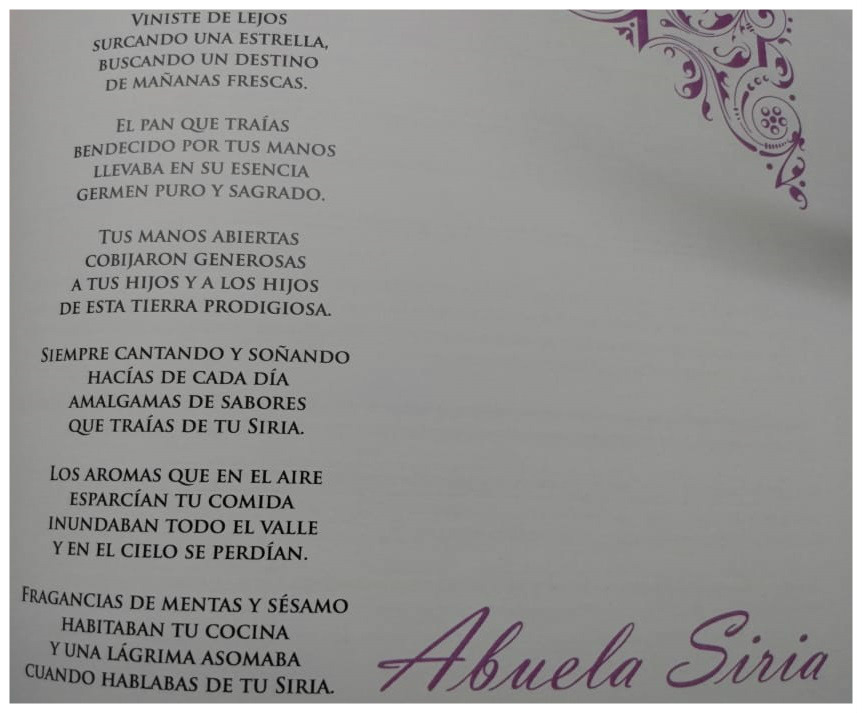 VINISTE DE LEJOS
SURCANDO UNA ESTRELLA,
BUSCANDO UN DESTINO
DE MAÑANAS FRESCAS.
EL PAN QUE TRAÍAS
BENDECIDO POR TUS MANOS
LLEVABA EN SU ESENCIA
GERMEN PURO Y SAGRADO.
TUS MANOS ABIERTAS
COBIJARON GENEROSAS
A TUS HIJOS Y A LOS HIJOS
DE ESTA TIERRA PRODIGIOSA.
SIEMPRE CANTANDO Y SOÑANDO
HACÍAS DE CADA DÍA
AMALGAMAS DE SABORES
QUE TRAÍAS DE TU SIRIA.
LOS AROMAS QUE EN EL AIRE
ESPARCÍAN TU COMIDA
INUNDABAN TODO EL VALLE
Y EN EL CIELO SE PERDÍAN.
FRAGANCIAS DE MENTAS Y SÉSAMO
HABITABAN TU COCINA
Y UNA LÁGRIMA ASOMABA
CUANDO HABLABAS DE TU SIRIA.
Abuela Siria